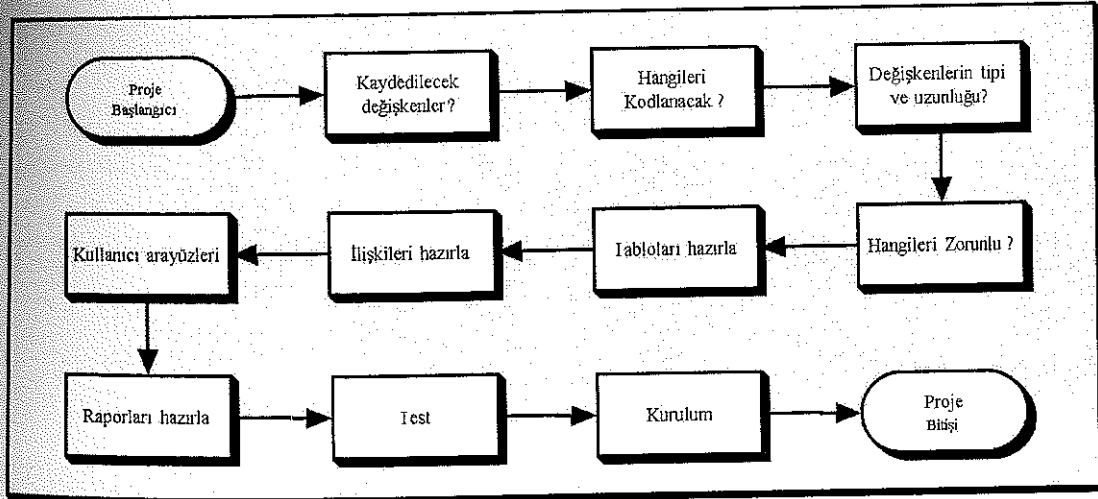 Proje
Başlangıcı
Kaydedilecek
değişkenler?
Hangileri
Kodlanacak ?
Değişkenlerin tipi
ve uzunluğu?
Hangileri Zorunlu ?
Tabloları hazırla
İlişkileri hazırla
Kullanıcı arayüzleri
Raporları hazırla
Test
Kurulum
Proje
Bitişi